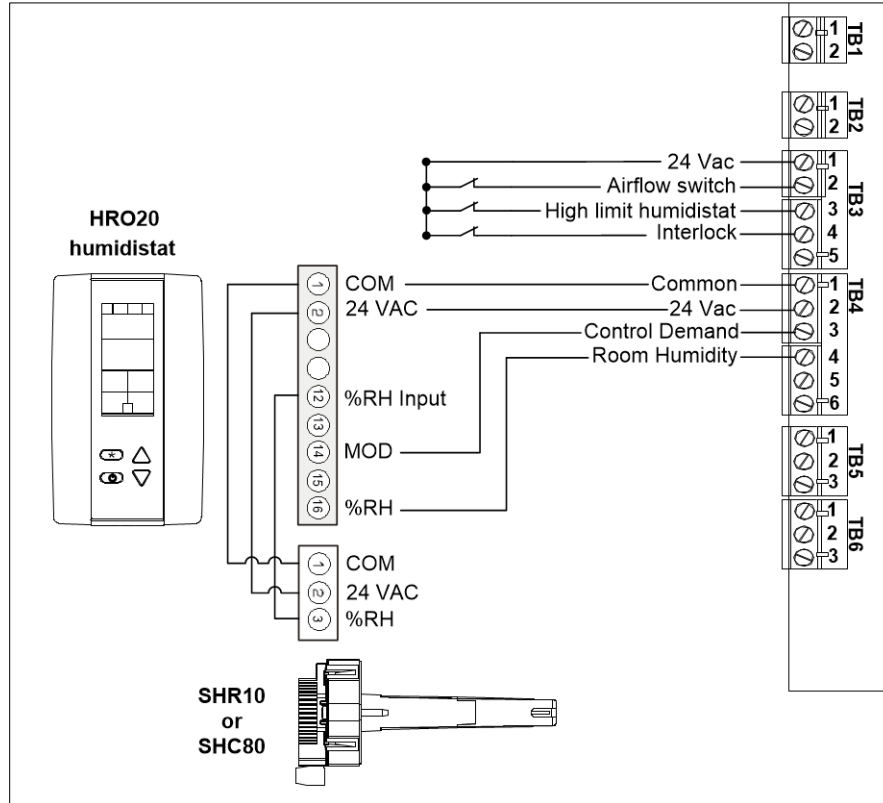 1
2
TB1
1
2
TB2
24 Vac
1
Airflow switch
2
High limit humidistat
3
Interlock
4
5
TB3
HRO20
humidistat
1
COM
Common
1
2
24 VAC
24 Vac
2
Control Demand
3
Room Humidity
4
5
6
TB4
12
%RH Input
13
14
MOD
15
16
%RH
1
2
3
TB5
1
2
3
TB6
1
COM
2
24 VAC
3
%RH
SHR10
or
SHC80